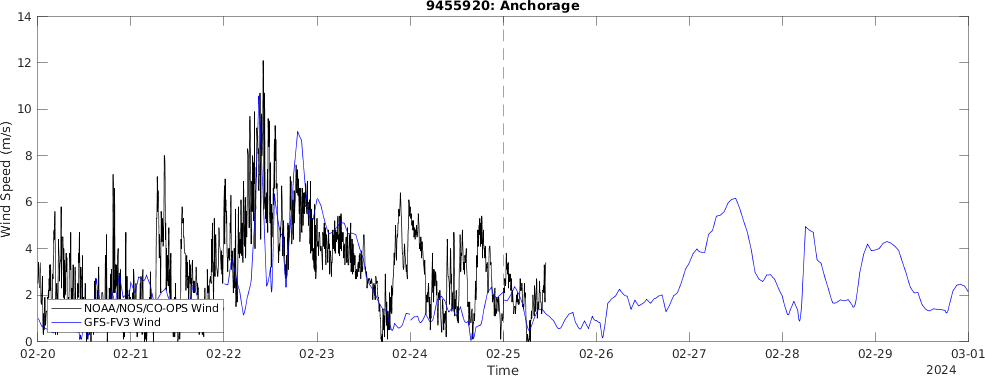 9455920: Anchorage
14
12
10
8
6
4
2
0
Wind Speed (m/s)
NOAA/NOS/CO-OPS Wind
GFS-FV3 Wind
02-20 02-21 02-22 02-23 02-24 02-25 02-26 02-27 02-28 02-29 03-01
Time
2024